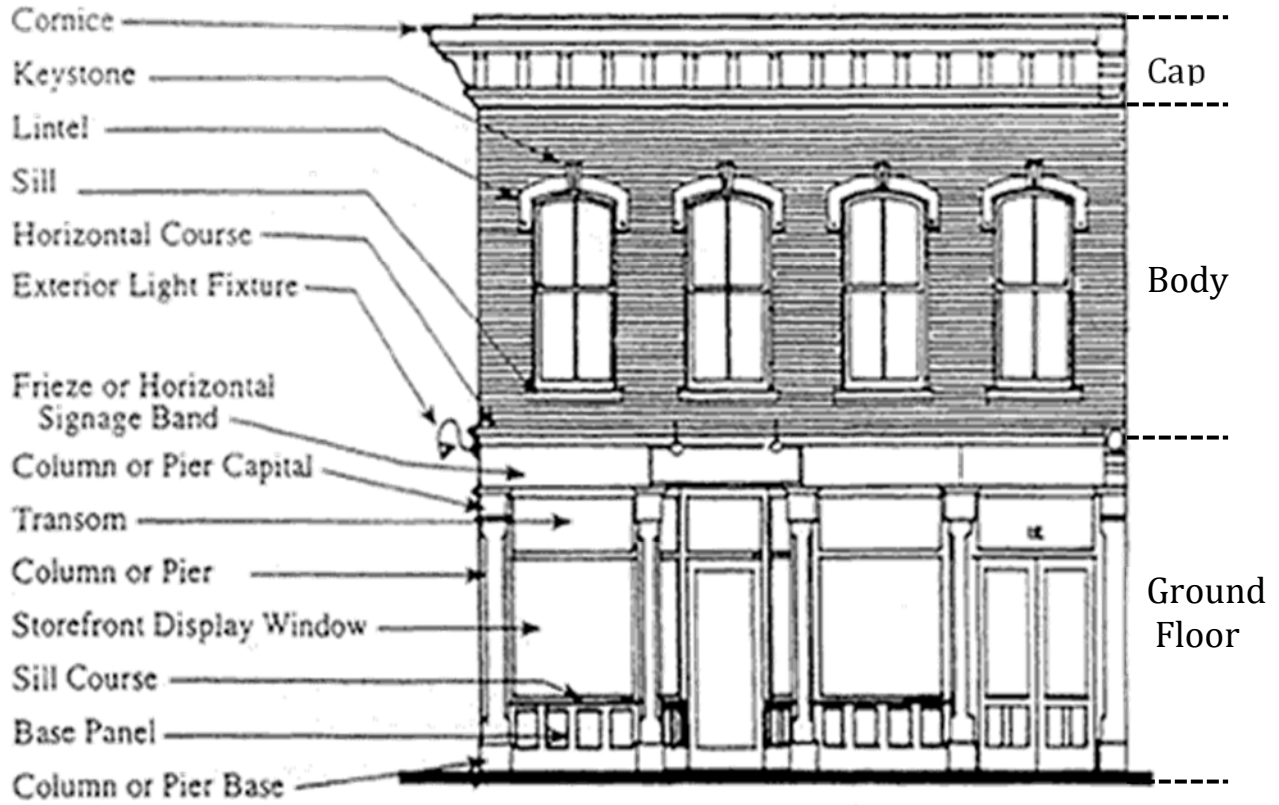 Cornice
Keystone
Lintel
Sill
Horizontal Course
Exterior Light Fixture
Frieze or Horizontal
Signage Band
Column or Pier Capital
Transom
Column or Pier
Storefront Display Window
Sill Course
Base Panel
Column or Pier Base
Cap
Body
Ground
Floor